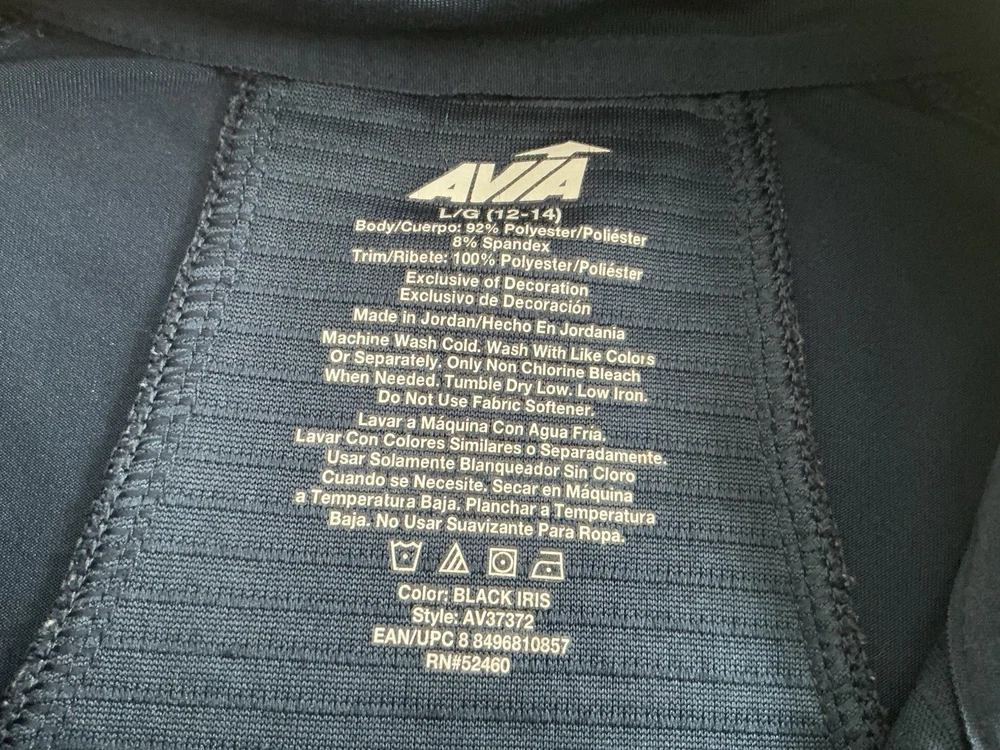 AVIA
L/G (12-14)
Body/Cuerpo: 92% Polyester/Poliéster
8% Spandex
Trim/Ribete: 100% Polyester/Poliéster
Exclusive of Decoration
Exclusivo de Decoración
Made in Jordan/Hecho En Jordania
Machine Wash Cold. Wash With Like Colors
Or Separately. Only Non Chlorine Bleach
When Needed. Tumble Dry Low. Low Iron.
Do Not Use Fabric Softener.
Lavar a Máquina Con Agua Fría.
Lavar Con Colores Similares o Separadamente.
Usar Solamente Blanqueador Sin Cloro
Cuando se Necesite. Secar en Máquina
a Temperatura Baja. Planchar a Temperatura
Baja. No Usar Suavizante Para Ropa.
Color: BLACK IRIS
Style: AV37372
EAN/UPC 8 8496810857
RN#52460